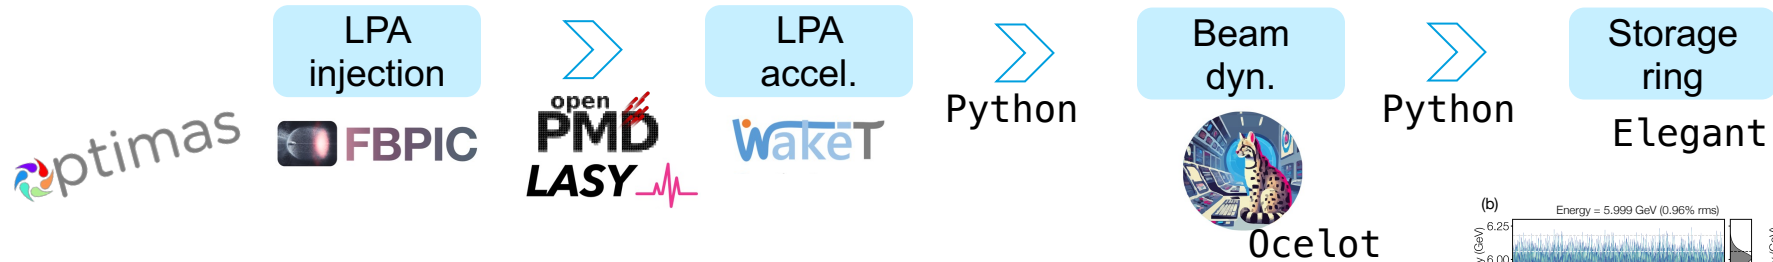 LPA
injection
LPA
accel.
Beam
dyn.
Storage
ring
optimas
FBPIC
open
PMD
LASY
WakeT
Python
Python
Elegant
Ocelot
(b)
Energy = 5.999 GeV (0.96% rms)
6.25
6.00